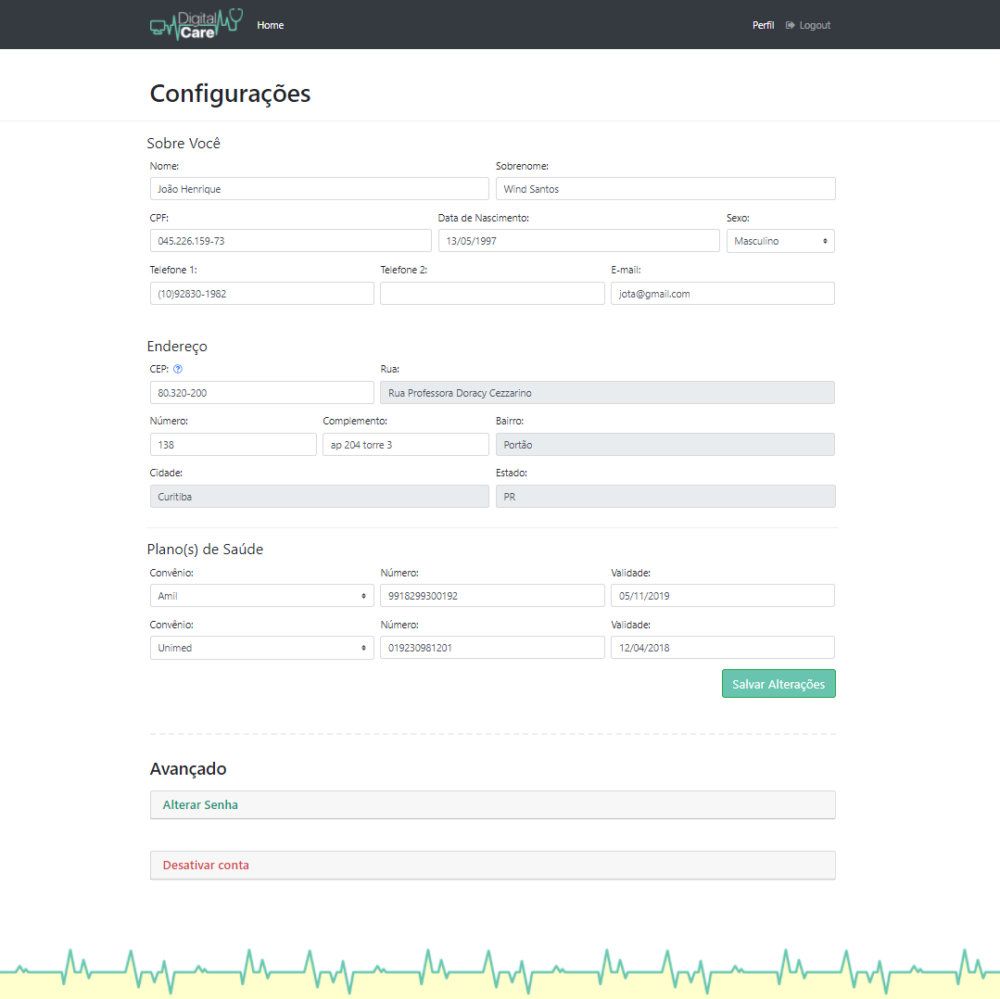 Digital
Care
Home
Perfil
Logout
Configurações
Sobre Você
Nome:
Sobrenome:
João Henrique
Wind Santos
CPF:
Data de Nascimento:
Sexo:
045.226.159-73
13/05/1997
Masculino
Telefone 1:
Telefone 2:
E-mail:
(10)92830-1982
jota@gmail.com
Endereço
CEP:
Rua:
80.320-200
Rua Professora Doracy Cezzarino
Número:
Complemento:
Bairro:
138
ap 204 torre 3
Portão
Cidade:
Estado:
Curitiba
PR
Plano(s) de Saúde
Convênio:
Número:
Validade:
Amil
9918299300192
05/11/2019
Convênio:
Número:
Validade:
Unimed
019230981201
12/04/2018
Salvar Alterações
Avançado
Alterar Senha
Desativar conta